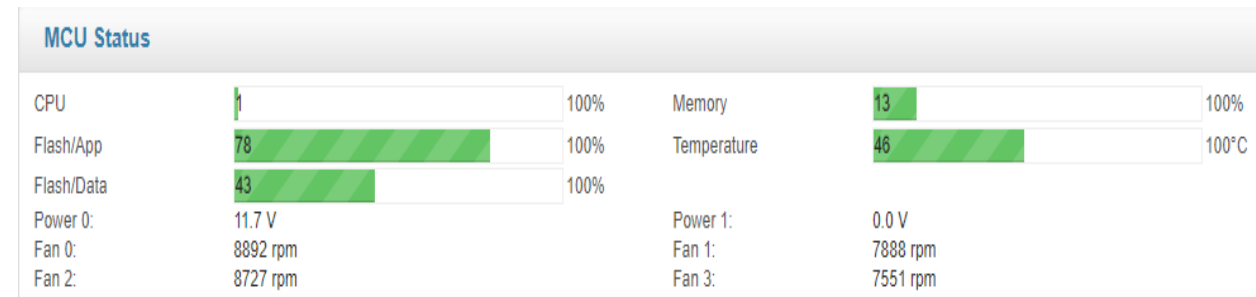 MCU Status
CPU 1 100% Memory 13 100%
Flash/App 78 100% Temperature 46 100°C
Flash/Data 43 100%
Power 0: 11.7 V Power 1: 0.0 V
Fan 0: 8892 rpm Fan 1: 7888 rpm
Fan 2: 8727 rpm Fan 3: 7551 rpm